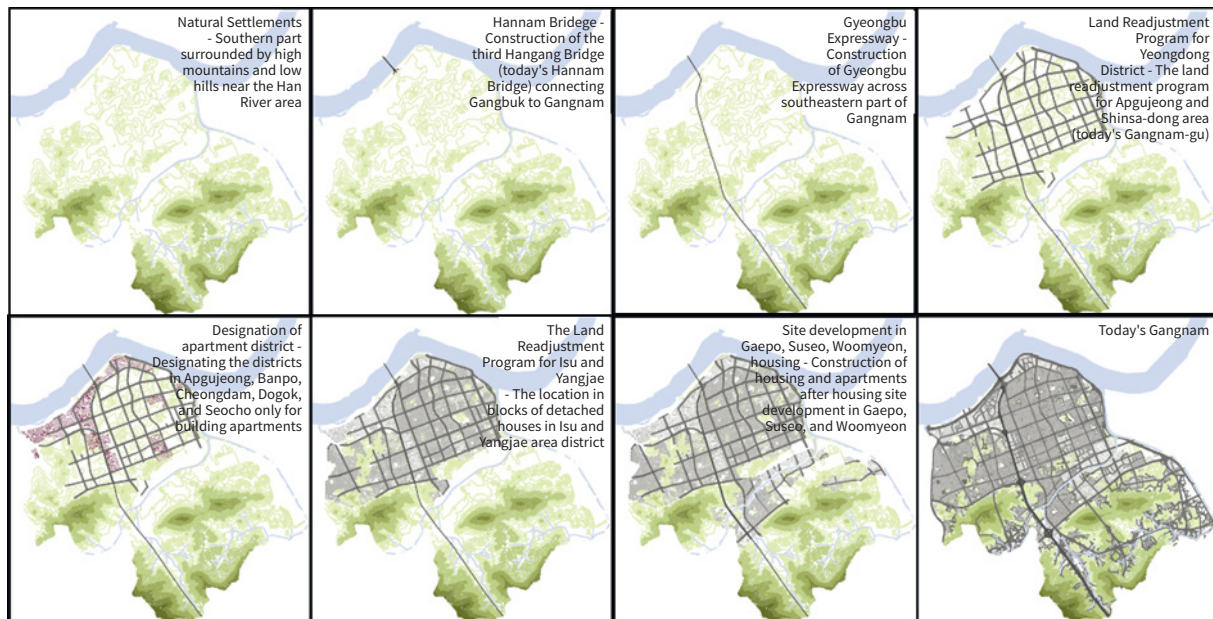 Natural Settlements
- Southern part
surrounded by high
mountains and low
hills near the Han
River area
Hannam Bridege -
Construction of the
third Hangang Bridge
(today's Hannam
Bridge) connecting
Gangbuk to Gangnam
Gyeongbu
Expressway -
Construction
of Gyeongbu
Expressway across
southeastern part of
Gangnam
Land Readjustment
Program for
Yeongdong
District - The land
readjustment program
for Apgujeong and
Shinsa-dong area
(today's Gangnam-gu)
Designation of
apartment district -
Designating the districts
in Apgujeong, Banpo,
Cheongdam, Dogok,
and Seocho only for
building apartments
The Land
Readjustment
Program for Isu and
Yangjae
- The location in
blocks of detached
houses in Isu and
Yangjae area district
Site development in
Gaepo, Suseo, Woomyeon,
housing - Construction of
housing and apartments
after housing site
development in Gaepo,
Suseo, and Woomyeon
Today's Gangnam